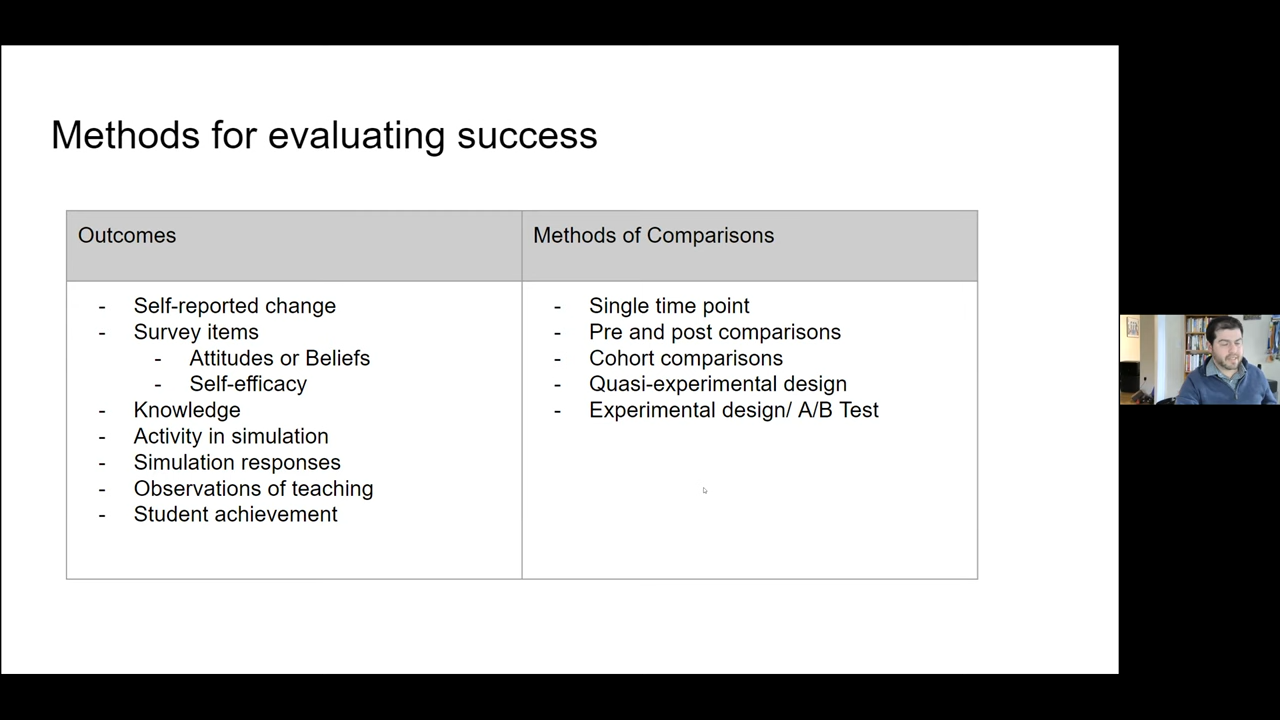 Methods for evaluating success
Outcomes
Methods of Comparisons
- Self-reported change
- Survey items
- Attitudes or Beliefs
- Self-efficacy
- Knowledge
- Activity in simulation
- Simulation responses
- Observations of teaching
- Student achievement
- Single time point
- Pre and post comparisons
- Cohort comparisons
- Quasi-experimental design
- Experimental design/ A/B Test